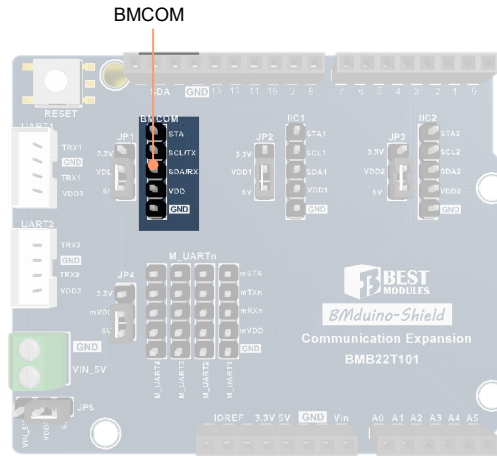 BMCOM
SDA GND 13 12 11 10 9 8 7 6 5 4 3 2 1 0
RESET
BMCOM
STA
SCL/TX
SDA/RX
VDD
GND
UART1
TRX1
GND
TRX1
VDD3
JP1
3.3V
VDD
5V
JP2
3.3V
VDD1
5V
IIC1
STA1
SCL1
SDA1
VDD1
GND
JP3
3.3V
VDD2
5V
IIC2
STA2
SCL2
SDA2
VDD2
GND
UART2
TRX2
GND
TRX2
VDD3
JP4
3.3V
mVDD
5V
M_UARTn
mSTA
mTXn
mRXn
mVDD
GND
M_UART4
M_UART3
M_UART2
M_UART1
BEST
MODULES
BMduino-Shield
Communication Expansion
BMB22T101
GND
VIN_5V
JP5
IOREF 3.3V 5V GND Vin
A0 A1 A2 A3 A4 A5